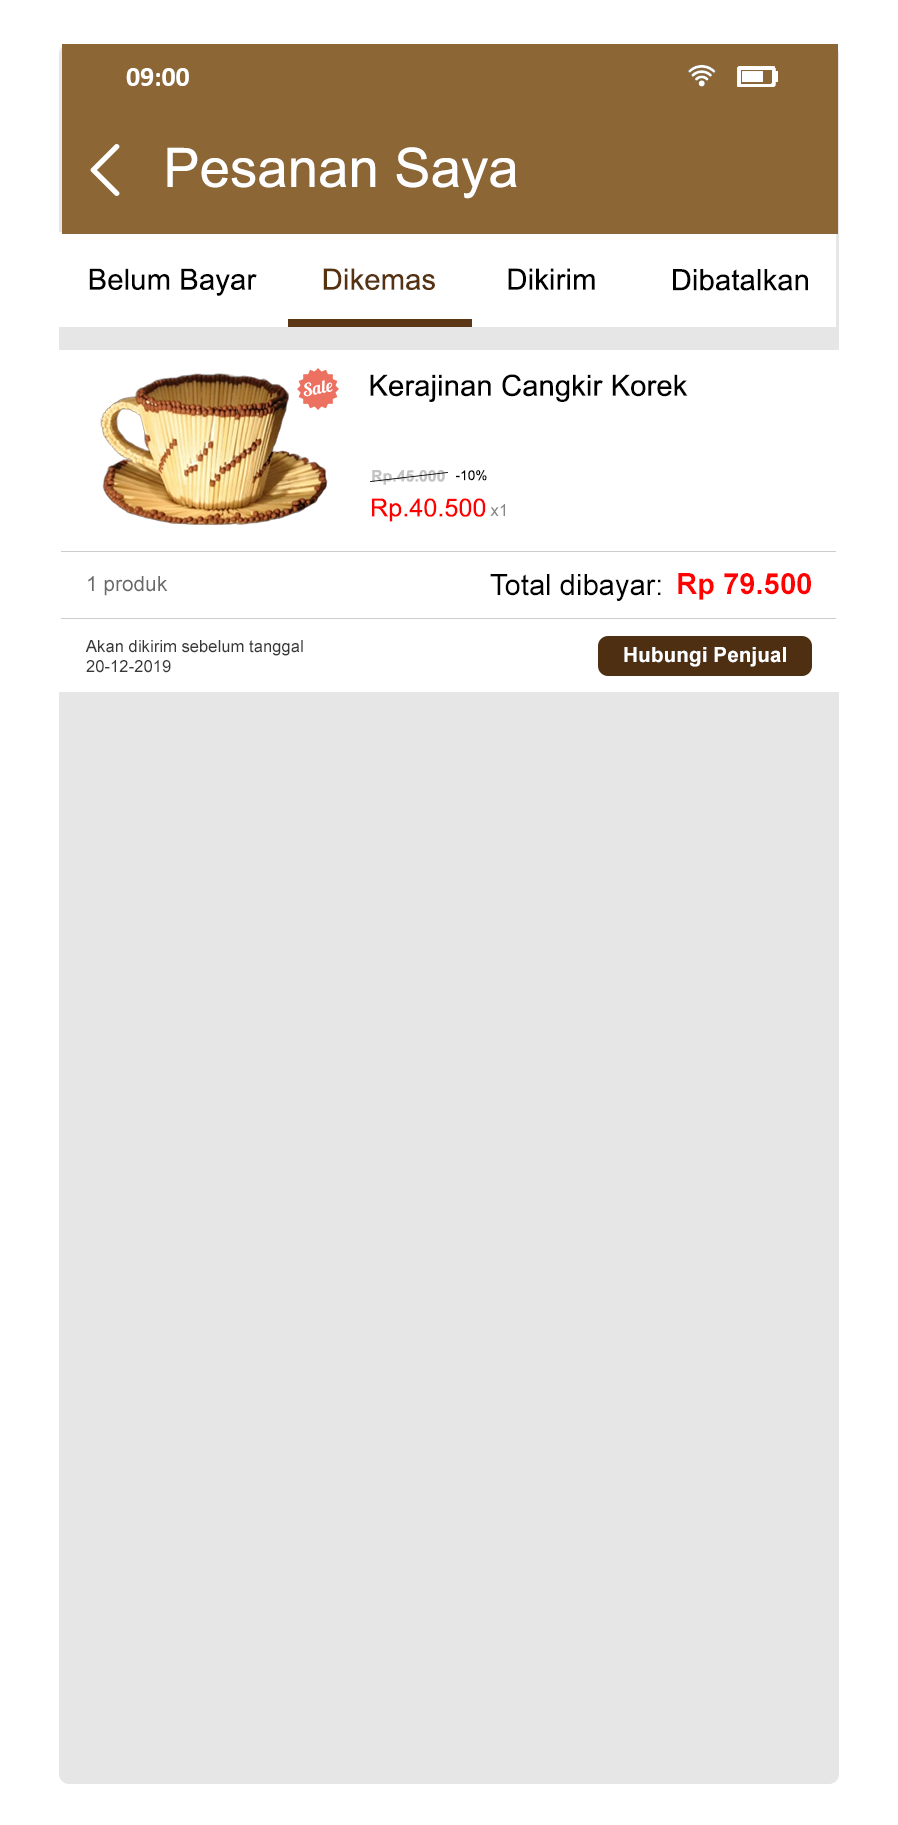 09:00
Pesanan Saya
Belum Bayar Dikemas Dikirim Dibatalkan
Sale
Kerajinan Cangkir Korek
Rp.45.000 -10%
Rp.40.500 x1
1 produk Total dibayar: Rp 79.500
Akan dikirim sebelum tanggal
20-12-2019
Hubungi Penjual